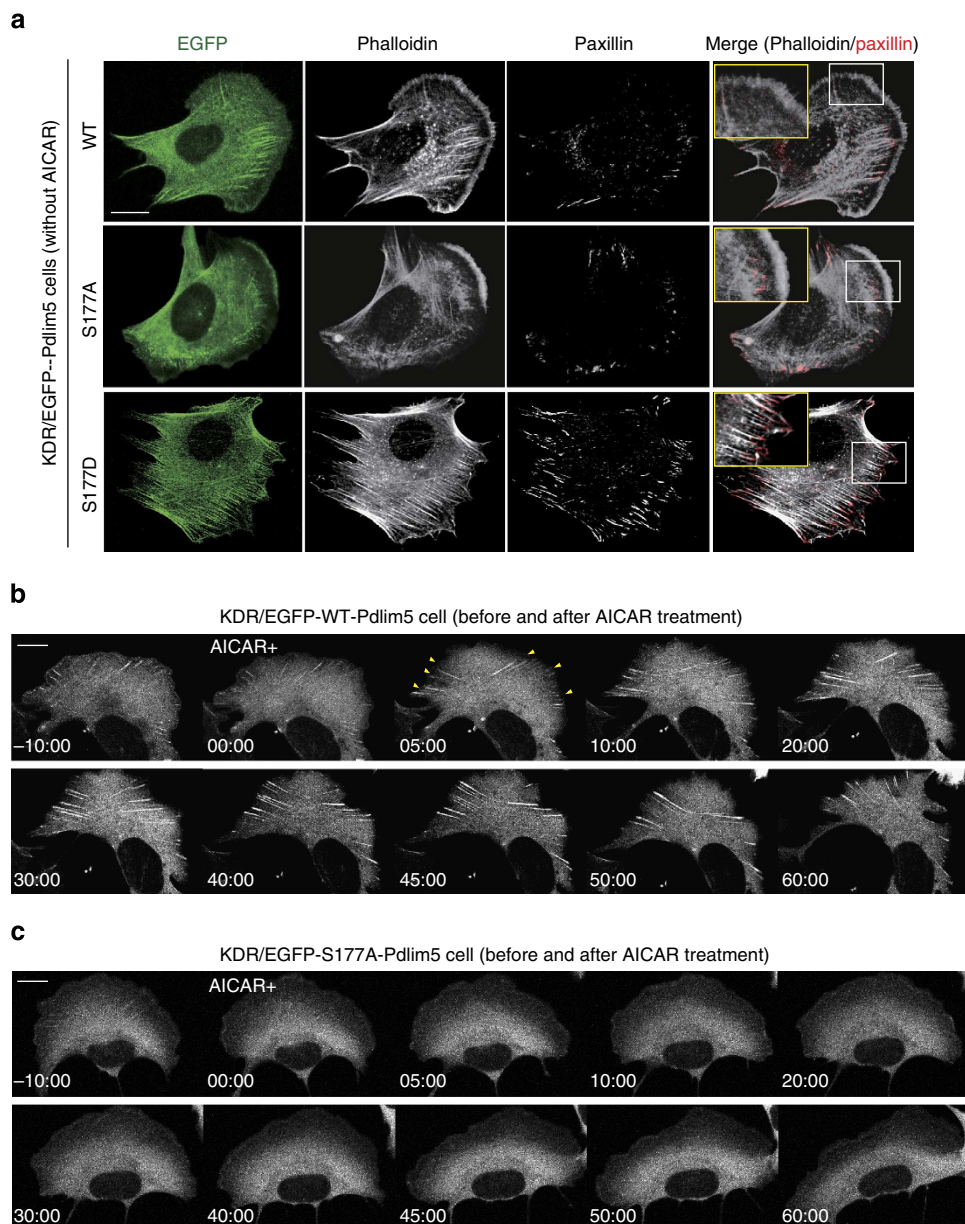 a
EGFP Phalloidin Paxillin Merge (Phalloidin/paxillin)
KDR/EGFP--Pdlim5 cells (without AICAR)
WT
S177A
S177D
b
KDR/EGFP-WT-Pdlim5 cell (before and after AICAR treatment)
AICAR+
–10:00 00:00 05:00 10:00 20:00
30:00 40:00 45:00 50:00 60:00
c
KDR/EGFP-S177A-Pdlim5 cell (before and after AICAR treatment)
AICAR+
–10:00 00:00 05:00 10:00 20:00
30:00 40:00 45:00 50:00 60:00